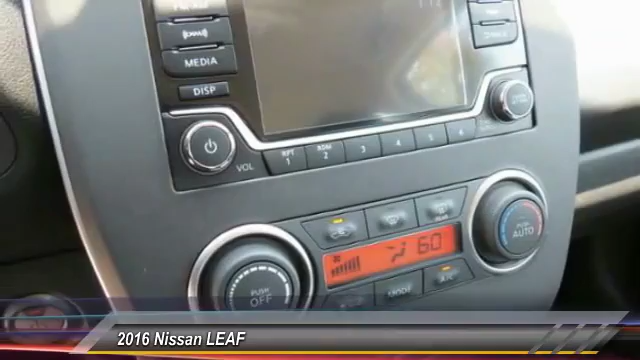 MEDIA
DISP
VOL
RPT 1
RDM 2
3
4
5
6
PUSH OFF
60
PUSH AUTO
MODE
A/C
2016 Nissan LEAF